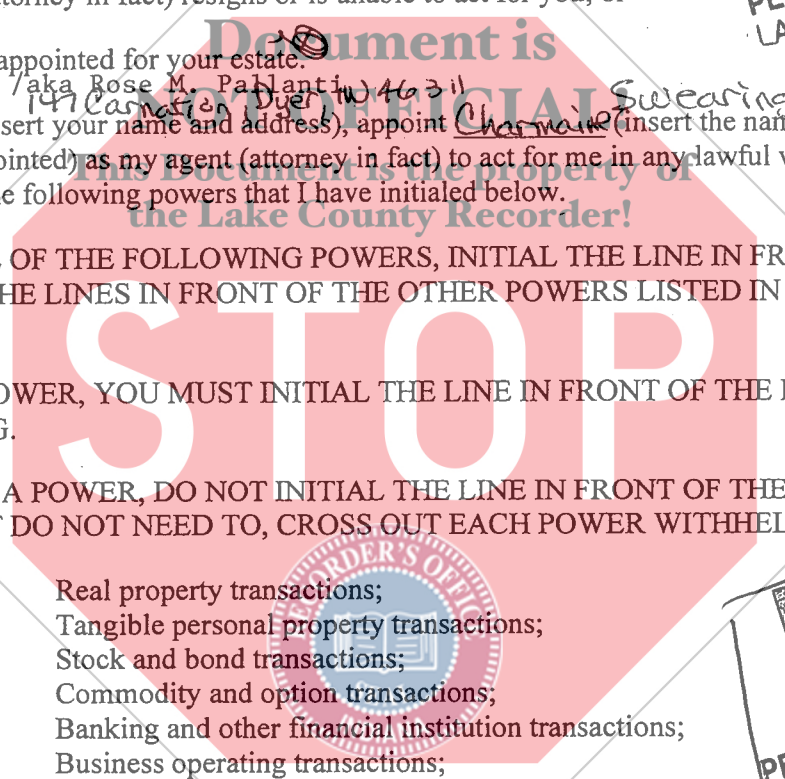 attorney in fact) resigns or is unable to act for you, or
Document is
appointed for your estate.
/aka Rose M. Pallanti
147 Carnation Dyer, IN 46311
NOT OFFICIAL!
Swearing
sert your name and address), appoint Charmaine (insert the nam
This Document is the property of
ointed) as my agent (attorney in fact) to act for me in any lawful
e following powers that I have initialed below.
the Lake County Recorder!
OF THE FOLLOWING POWERS, INITIAL THE LINE IN FR
HE LINES IN FRONT OF THE OTHER POWERS LISTED IN
STOP
OWER, YOU MUST INITIAL THE LINE IN FRONT OF THE
G.
A POWER, DO NOT INITIAL THE LINE IN FRONT OF THE
DO NOT NEED TO, CROSS OUT EACH POWER WITHHEL
RECORDER'S OFFICE
Real property transactions;
Tangible personal property transactions;
Stock and bond transactions;
Commodity and option transactions;
Banking and other financial institution transactions;
INDIANA
Business operating transactions;